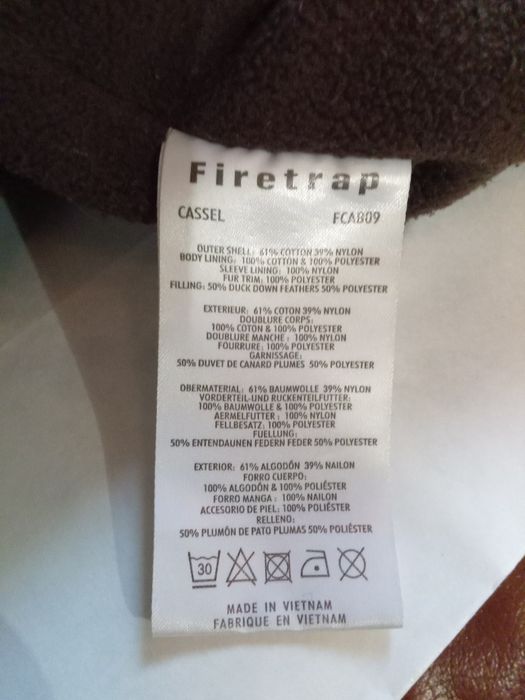 Firetrap
CASSEL FCAB09
OUTER SHELL: 61% COTTON 39% NYLON
BODY LINING: 100% COTTON & 100% POLYESTER
SLEEVE LINING: 100% NYLON
FUR TRIM: 100% POLYESTER
FILLING: 50% DUCK DOWN FEATHERS 50% POLYESTER
EXTERIEUR: 61% COTON 39% NYLON
DOUBLURE CORPS:
100% COTON & 100% POLYESTER
DOUBLURE MANCHE : 100% NYLON
FOURRURE: 100% POLYESTER
GARNISSAGE:
50% DUVET DE CANARD PLUMES 50% POLYESTER
OBERMATERIAL: 61% BAUMWOLLE 39% NYLON
VORDERTEIL-UND RUCKENTEILFUTTER:
100% BAUMWOLLE & 100% POLYESTER
AERMELFUTTER: 100% NYLON
FELLBESATZ: 100% POLYESTER
FUELLUNG:
50% ENTENDAUNEN FEDERN FEDER 50% POLYESTER
EXTERIOR: 61% ALGODÓN 39% NAILON
FORRO CUERPO:
100% ALGODÓN & 100% POLIÉSTER
FORRO MANGA : 100% NAILON
ACCESORIO DE PIEL: 100% POLIÉSTER
RELLENO:
50% PLUMÓN DE PATO PLUMAS 50% POLIÉSTER
30
MADE IN VIETNAM
FABRIQUE EN VIETNAM